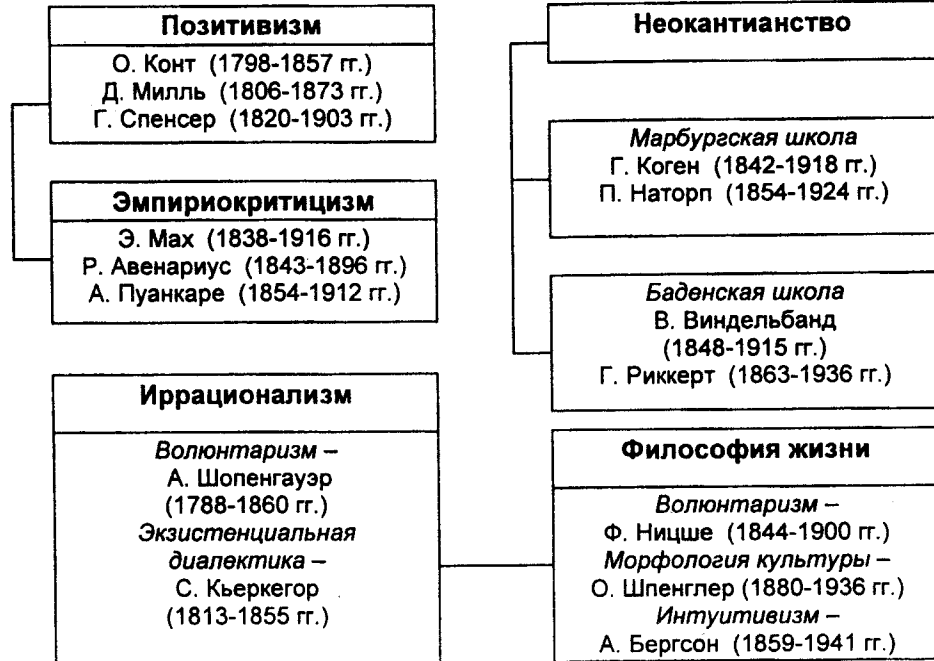 Позитивизм
О. Конт (1798-1857 гг.)
Д. Милль (1806-1873 гг.)
Г. Спенсер (1820-1903 гг.)
Эмпириокритицизм
Э. Мах (1838-1916 гг.)
Р. Авенариус (1843-1896 гг.)
А. Пуанкаре (1854-1912 гг.)
Неокантианство
Марбургская школа
Г. Коген (1842-1918 гг.)
П. Наторп (1854-1924 гг.)
Баденская школа
В. Виндельбанд
(1848-1915 гг.)
Г. Риккерт (1863-1936 гг.)
Иррационализм
Волюнтаризм –
А. Шопенгауэр
(1788-1860 гг.)
Экзистенциальная
диалектика –
С. Кьеркегор
(1813-1855 гг.)
Философия жизни
Волюнтаризм –
Ф. Ницше (1844-1900 гг.)
Морфология культуры –
О. Шпенглер (1880-1936 гг.)
Интуитивизм –
А. Бергсон (1859-1941 гг.)